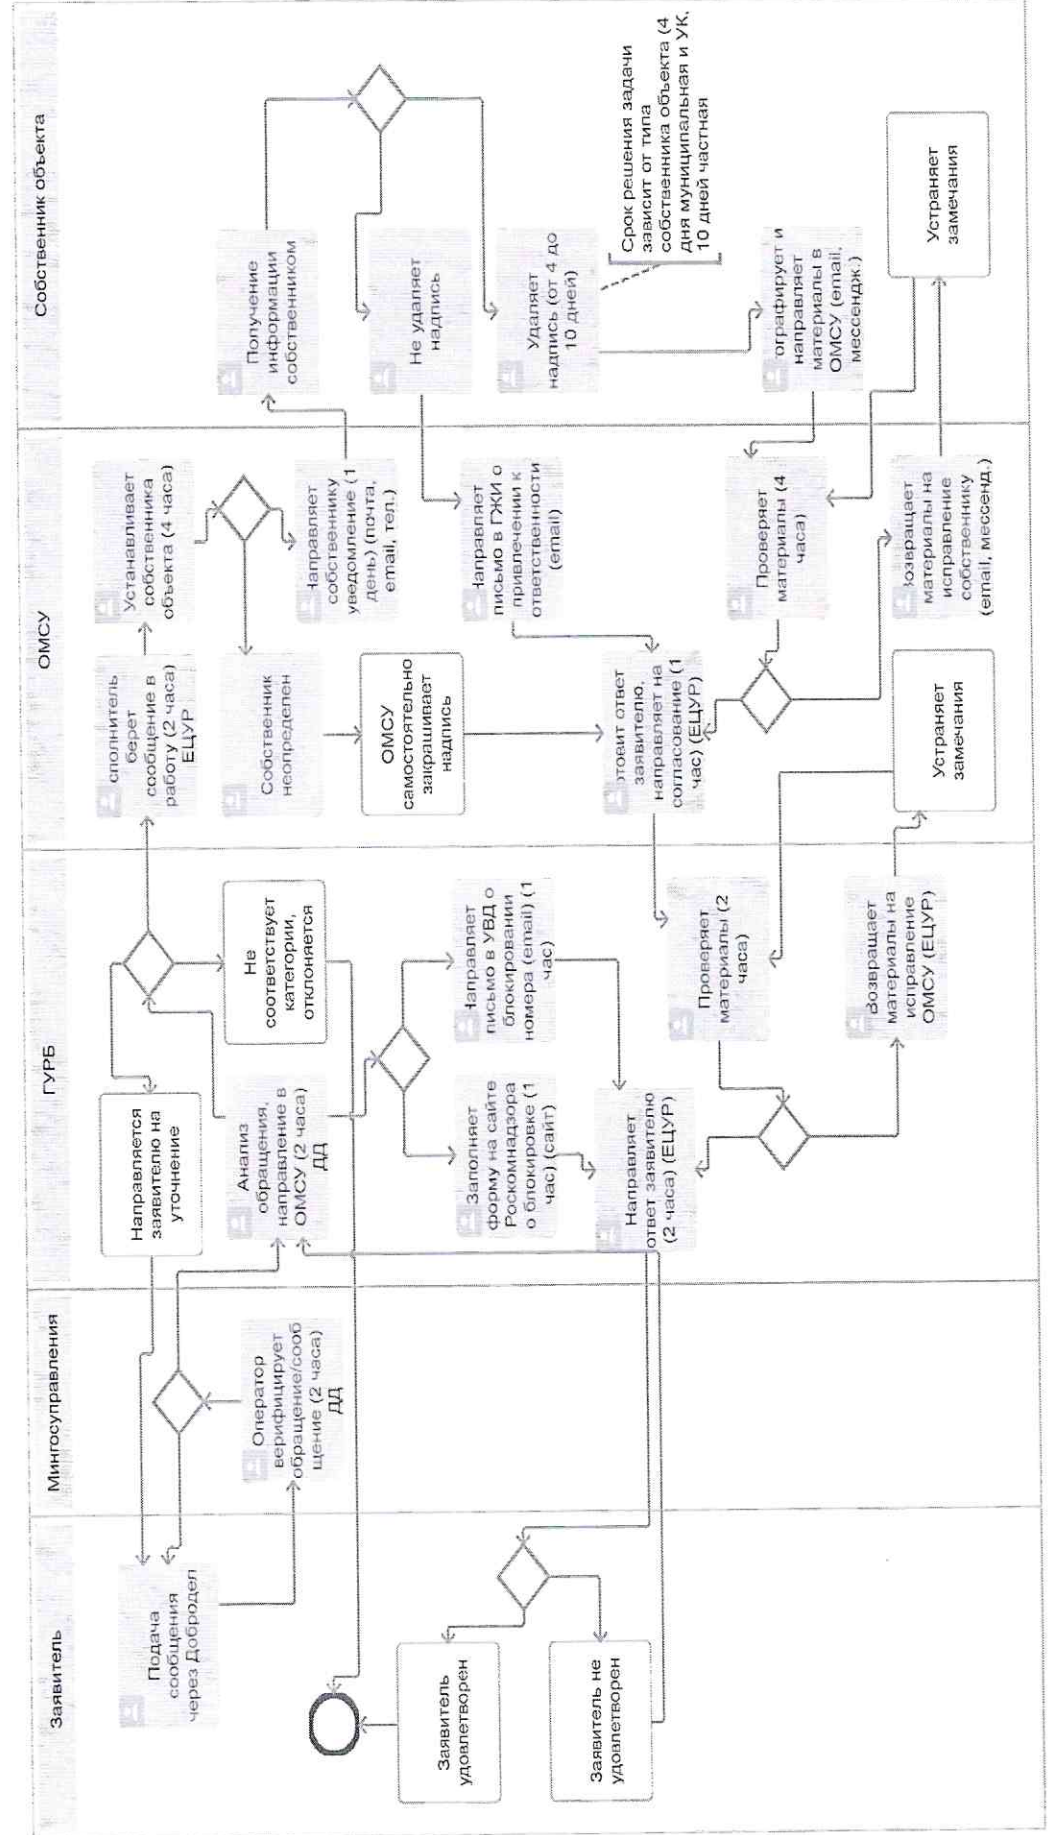 Заявитель
Мингосуправления
ГУРБ
ОМСУ
Собственник объекта
Подача
сообщения
через Добродел
Заявитель
удовлетворен
Заявитель не
удовлетворен
Оператор
верифицирует
обращение/сооб
щение (2 часа)
ДД
Направляется
заявителю на
уточнение
Анализ
обращения,
направление в
ОМСУ (2 часа)
ДД
Не
соответствует
категории,
отклоняется
Заполняет
форму на сайте
Роскомнадзора
о блокировке (1
час) (сайт)
Направляет
письмо в УВД о
блокировании
номера (email) (1
час)
Направляет
ответ заявителю
(2 часа) (ЕЦУР)
Проверяет
материалы (2
часа)
Возвращает
материалы на
исправление
ОМСУ (ЕЦУР)
сполнитель
берет
сообщение в
работу (2 часа)
ЕЦУР
Устанавливает
собственника
объекта (4 часа)
Собственник
неопределен
Направляет
собственнику
уведомление (1
день) (почта,
email, тел.)
ОМСУ
самостоятельно
закрашивает
надпись
Направляет
письмо в ГЖИ о
привлечении к
ответственности
(email)
отовит ответ
заявителю,
направляет на
согласование (1
час) (ЕЦУР)
Проверяет
материалы (4
часа)
Возвращает
материалы на
исправление
собственнику
(email, мессенд.)
Устраняет
замечания
Получение
информации
собственником
Не удаляет
надпись
Удаляет
надпись (от 4 до
10 дней)
Срок решения задачи
зависит от типа
собственника объекта (4
дня муниципальная и УК,
10 дней частная
ографирует и
направляет
материалы в
ОМСУ (email,
мессендж.)
Устраняет
замечания